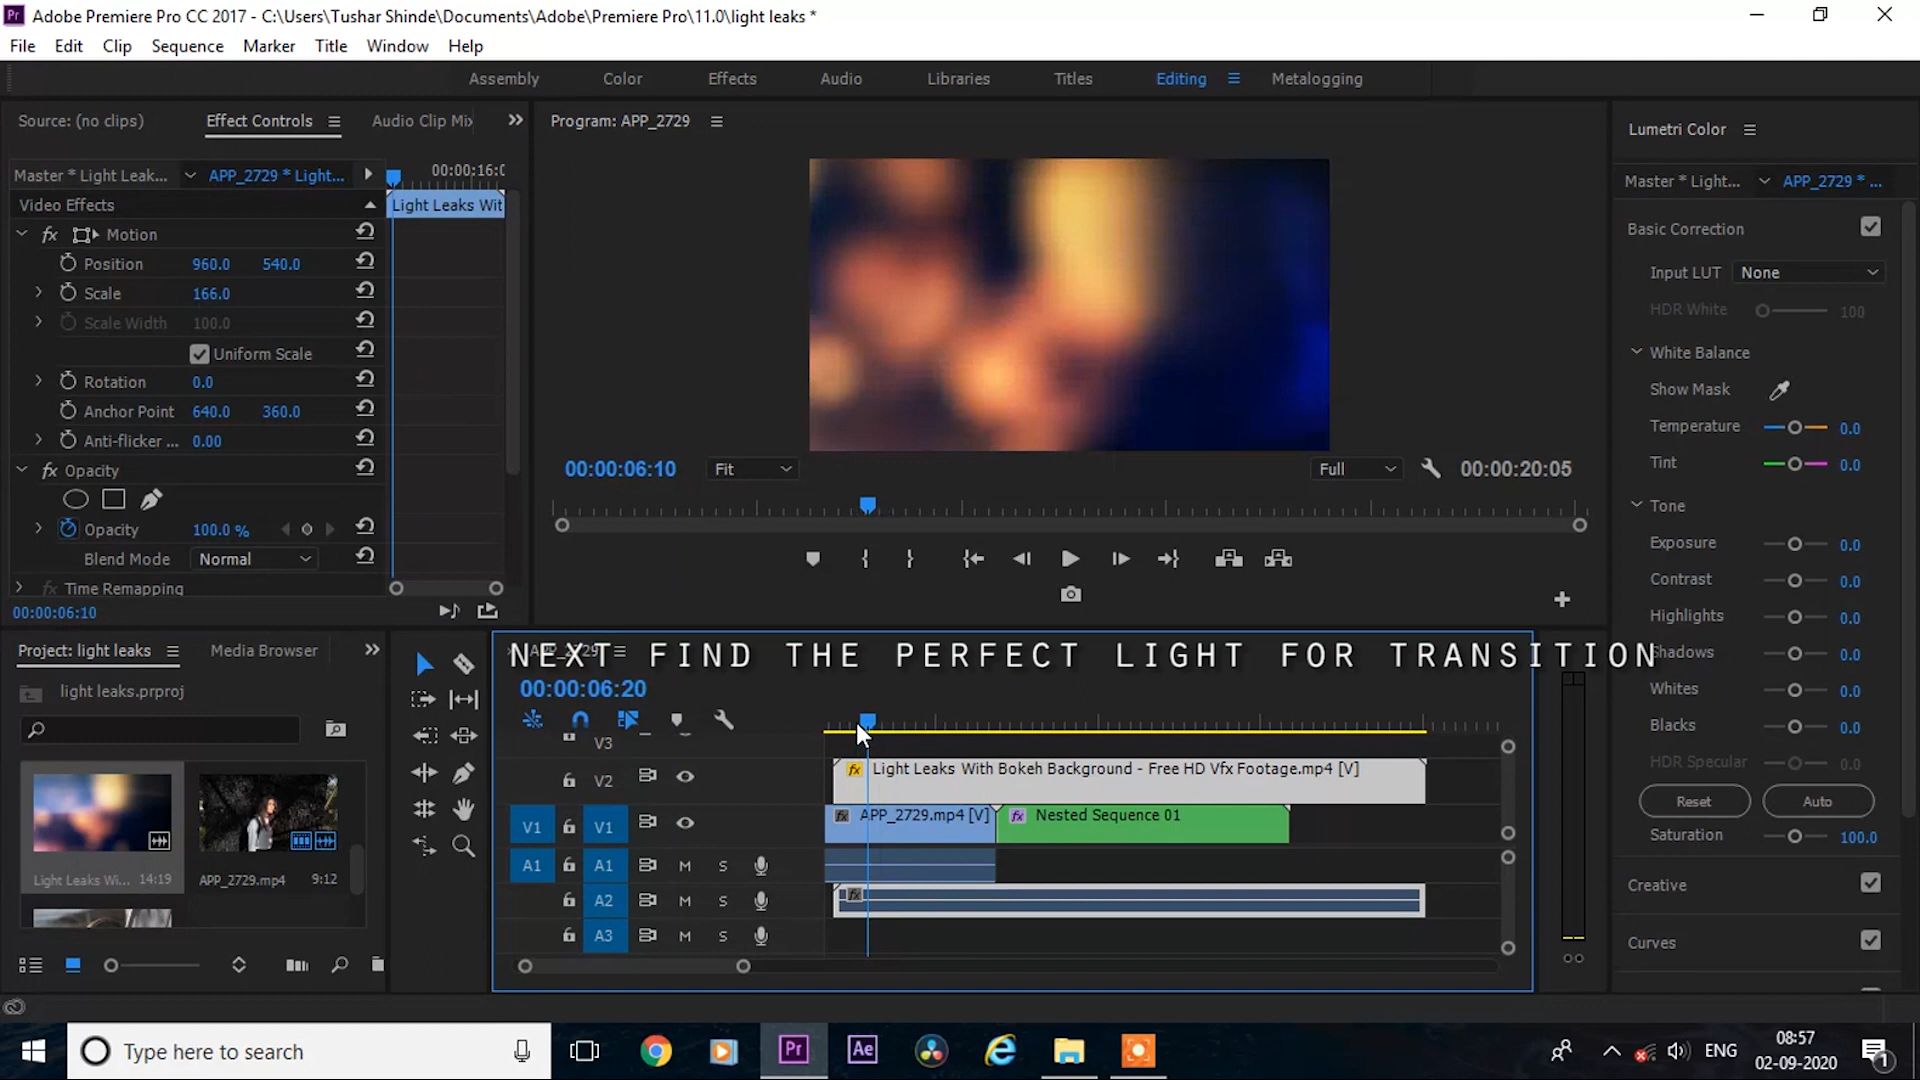 Adobe Premiere Pro CC 2017 - C:\Users\Tushar Shinde\Documents\Adobe\Premiere Pro\11.0\light leaks *
File Edit Clip Sequence Marker Title Window Help
Assembly Color Effects Audio Libraries Titles Editing Metalogging
Source: (no clips) Effect Controls Audio Clip Mix
Program: APP_2729
Lumetri Color
Master * Light Leak... APP_2729 * Light... 00:00:16:0
Master * Light... APP_2729 * ...
Video Effects Light Leaks Wit
Basic Correction
fx Motion
Position 960.0 540.0
Input LUT None
Scale 166.0
HDR White 100
Scale Width 100.0
Uniform Scale
White Balance
Rotation 0.0
Show Mask
Anchor Point 640.0 360.0
Temperature 0.0
Anti-flicker ... 0.00
Tint 0.0
fx Opacity
00:00:06:10 Fit Full 00:00:20:05
Tone
Opacity 100.0 %
Exposure 0.0
Blend Mode Normal
Contrast 0.0
fx Time Remapping
00:00:06:10
Highlights 0.0
Project: light leaks Media Browser
NEXT FIND THE PERFECT LIGHT FOR TRANSITION
Shadows 0.0
light leaks.prproj
00:00:06:20
Whites 0.0
Blacks 0.0
V3
HDR Specular 0.0
V2 fx Light Leaks With Bokeh Background - Free HD Vfx Footage.mp4 [V]
Reset Auto
V1 V1 fx APP_2729.mp4 [V] fx Nested Sequence 01
Saturation 100.0
A1 A1 M S
Light Leaks Wi... 14:19 APP_2729.mp4 9:12
Creative
A2 M S fx
A3 M S
Curves
Type here to search
Pr Ae
ENG
08:57
02-09-2020
1